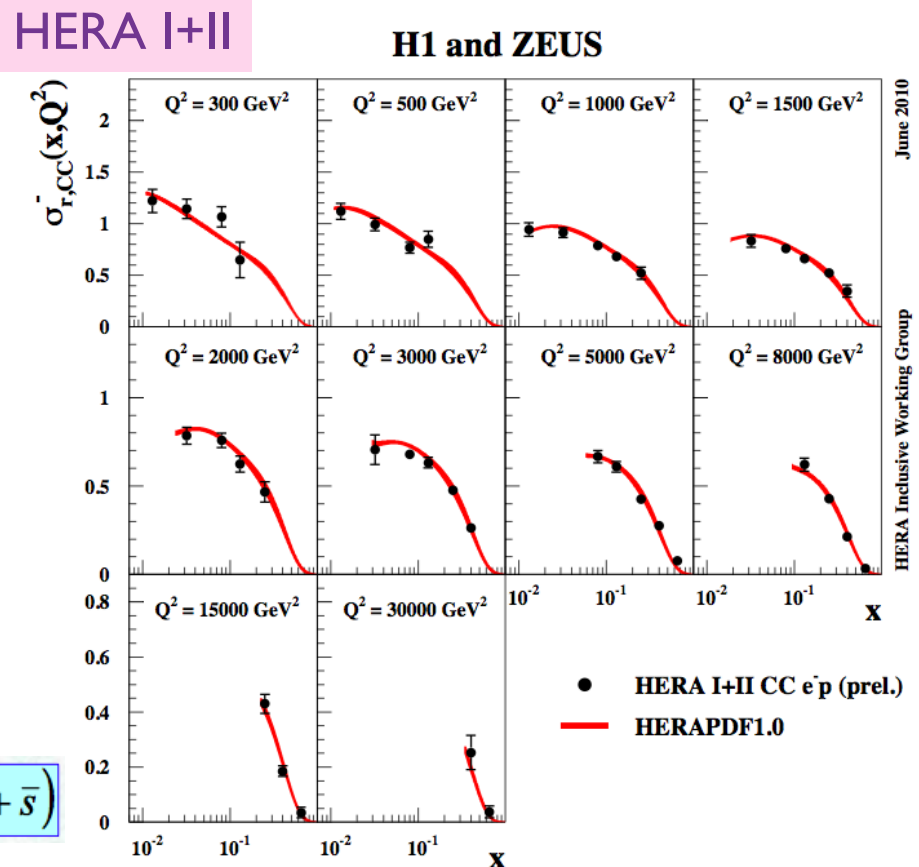 HERA I+II
H1 and ZEUS
σ⁻r,CC(x,Q²)
June 2010
HERA Inclusive Working Group
Q² = 300 GeV²
Q² = 500 GeV²
Q² = 1000 GeV²
Q² = 1500 GeV²
2
1.5
1
0.5
0
Q² = 2000 GeV²
Q² = 3000 GeV²
Q² = 5000 GeV²
Q² = 8000 GeV²
1
0.5
0
Q² = 15000 GeV²
Q² = 30000 GeV²
10⁻² 10⁻¹ 10⁻² 10⁻¹
x
0.8
0.6
0.4
0.2
0
HERA I+II CC e⁻p (prel.)
HERAPDF1.0
+ s̅)
10⁻² 10⁻¹ 10⁻² 10⁻¹
x